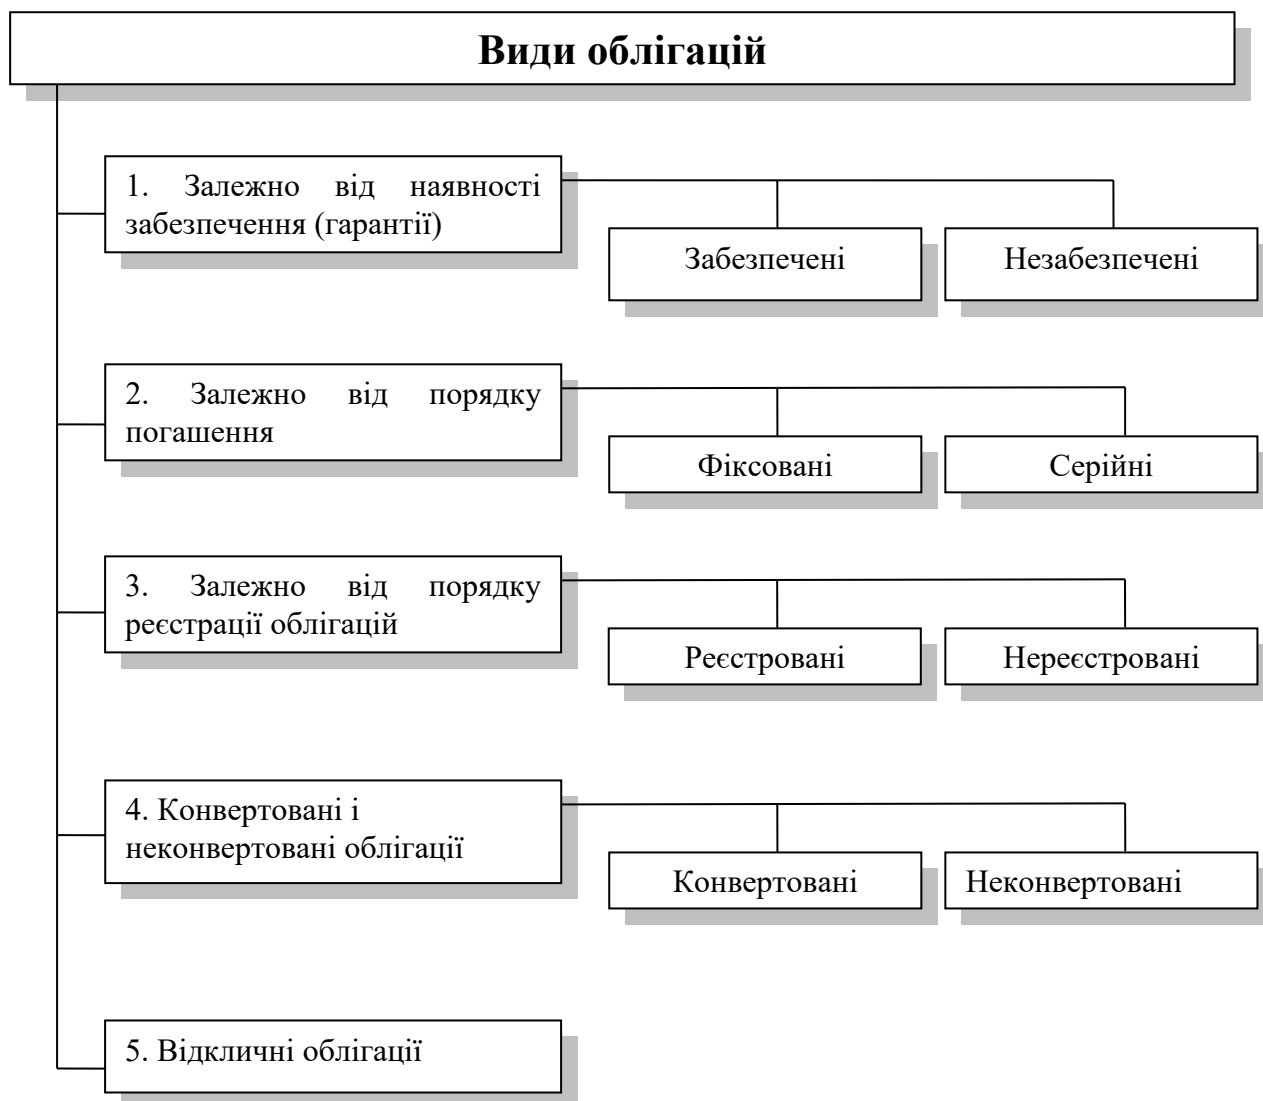 Види облігацій
1. Залежно від наявності
забезпечення (гарантії)
Забезпечені
Незабезпечені
2. Залежно від порядку
погашення
Фіксовані
Серійні
3. Залежно від порядку
реєстрації облігацій
Реєстровані
Нереєстровані
4. Конвертовані і
неконвертовані облігації
Конвертовані
Неконвертовані
5. Відкличні облігації